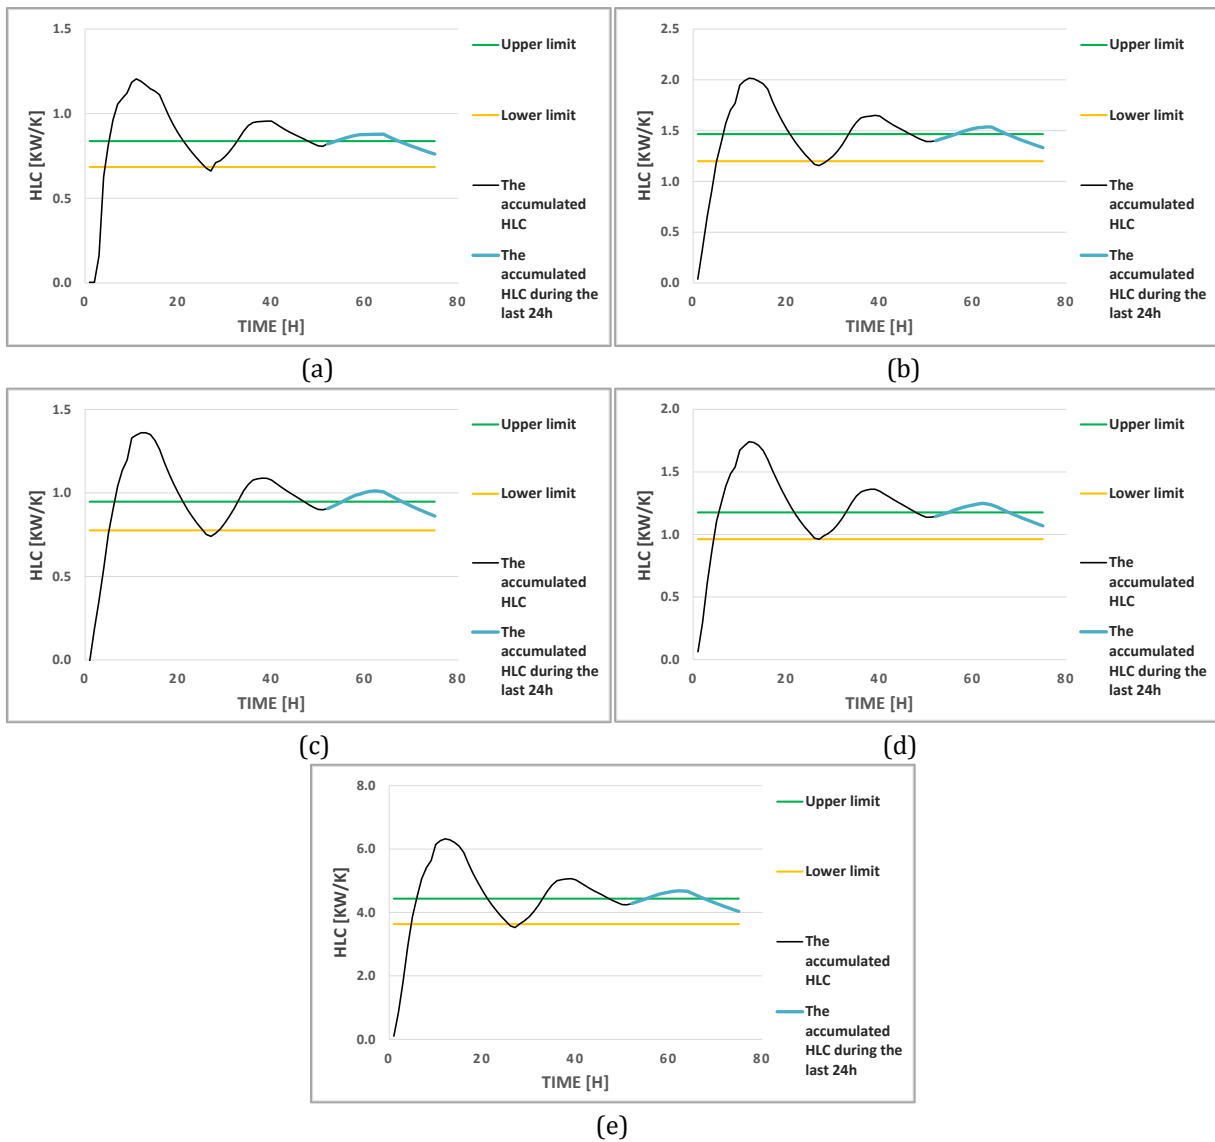 1.5
1.0
0.5
0.0
HLC [KW/K]
0
20
40
60
80
TIME [H]
Upper limit
Lower limit
The
accumulated
HLC
The
accumulated
HLC during the
last 24h
(a)
2.5
2.0
1.5
1.0
0.5
0.0
HLC [KW/K]
0
20
40
60
80
TIME [H]
Upper limit
Lower limit
The
accumulated
HLC
The
accumulated
HLC during the
last 24h
(b)
1.5
1.0
0.5
0.0
HLC [KW/K]
0
20
40
60
80
TIME [H]
Upper limit
Lower limit
The
accumulated
HLC
The
accumulated
HLC during the
last 24h
(c)
2.0
1.5
1.0
0.5
0.0
HLC [KW/K]
0
20
40
60
80
TIME [H]
Upper limit
Lower limit
The
accumulated
HLC
The
accumulated
HLC during the
last 24h
(d)
8.0
6.0
4.0
2.0
0.0
HLC [KW/K]
0
20
40
60
80
TIME [H]
Upper limit
Lower limit
The
accumulated
HLC
The
accumulated
HLC during the
last 24h
(e)